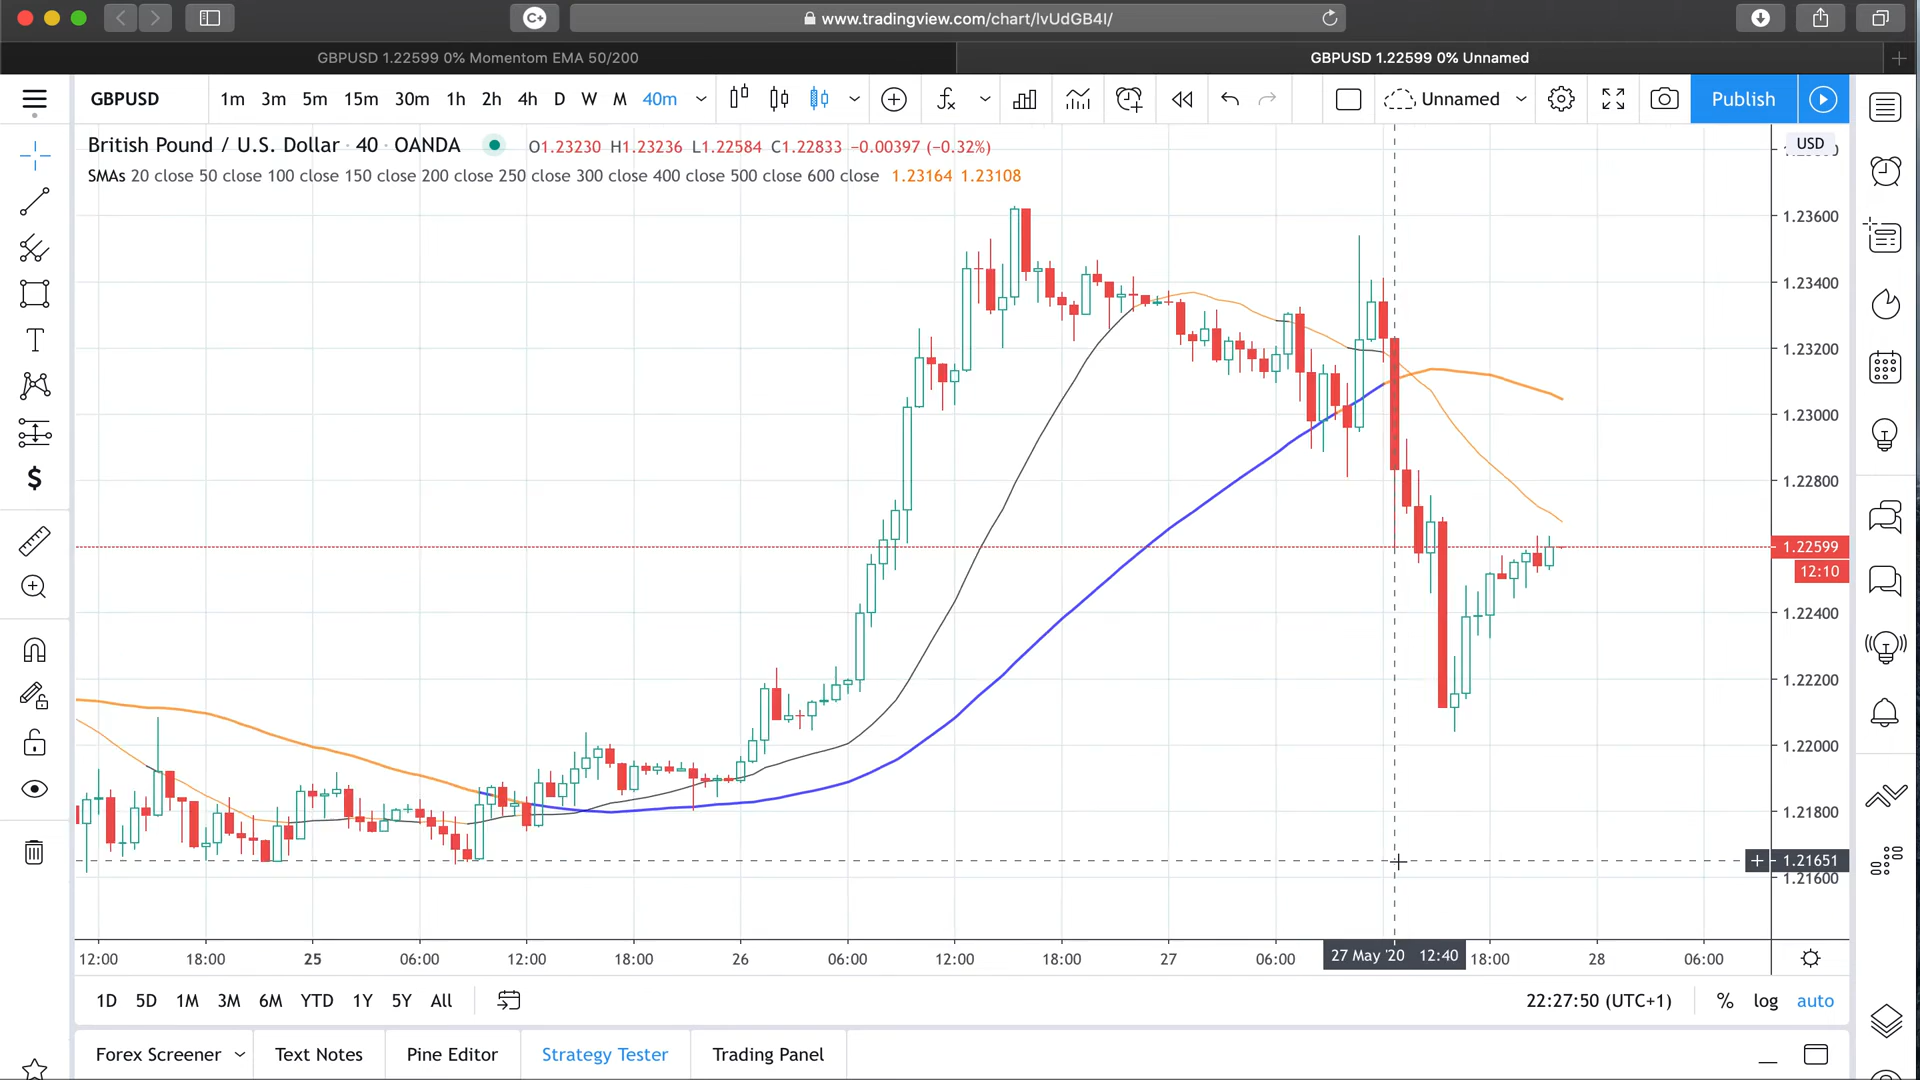 www.tradingview.com/chart/lvUdGB4I/
GBPUSD 1.22599 0% Momentom EMA 50/200
GBPUSD 1.22599 0% Unnamed
GBPUSD 1m 3m 5m 15m 30m 1h 2h 4h D W M 40m Unnamed Publish
British Pound / U.S. Dollar · 40 · OANDA O1.23230 H1.23236 L1.22584 C1.22833 −0.00397 (−0.32%)
USD
SMAs 20 close 50 close 100 close 150 close 200 close 250 close 300 close 400 close 500 close 600 close 1.23164 1.23108
1.23600
1.23400
1.23200
1.23000
1.22800
1.22599
12:10
1.22400
1.22200
1.22000
1.21800
1.21651
1.21600
12:00 18:00 25 06:00 12:00 18:00 26 06:00 12:00 18:00 27 06:00 27 May '20 12:40 18:00 28 06:00
1D 5D 1M 3M 6M YTD 1Y 5Y All 22:27:50 (UTC+1) % log auto
Forex Screener Text Notes Pine Editor Strategy Tester Trading Panel